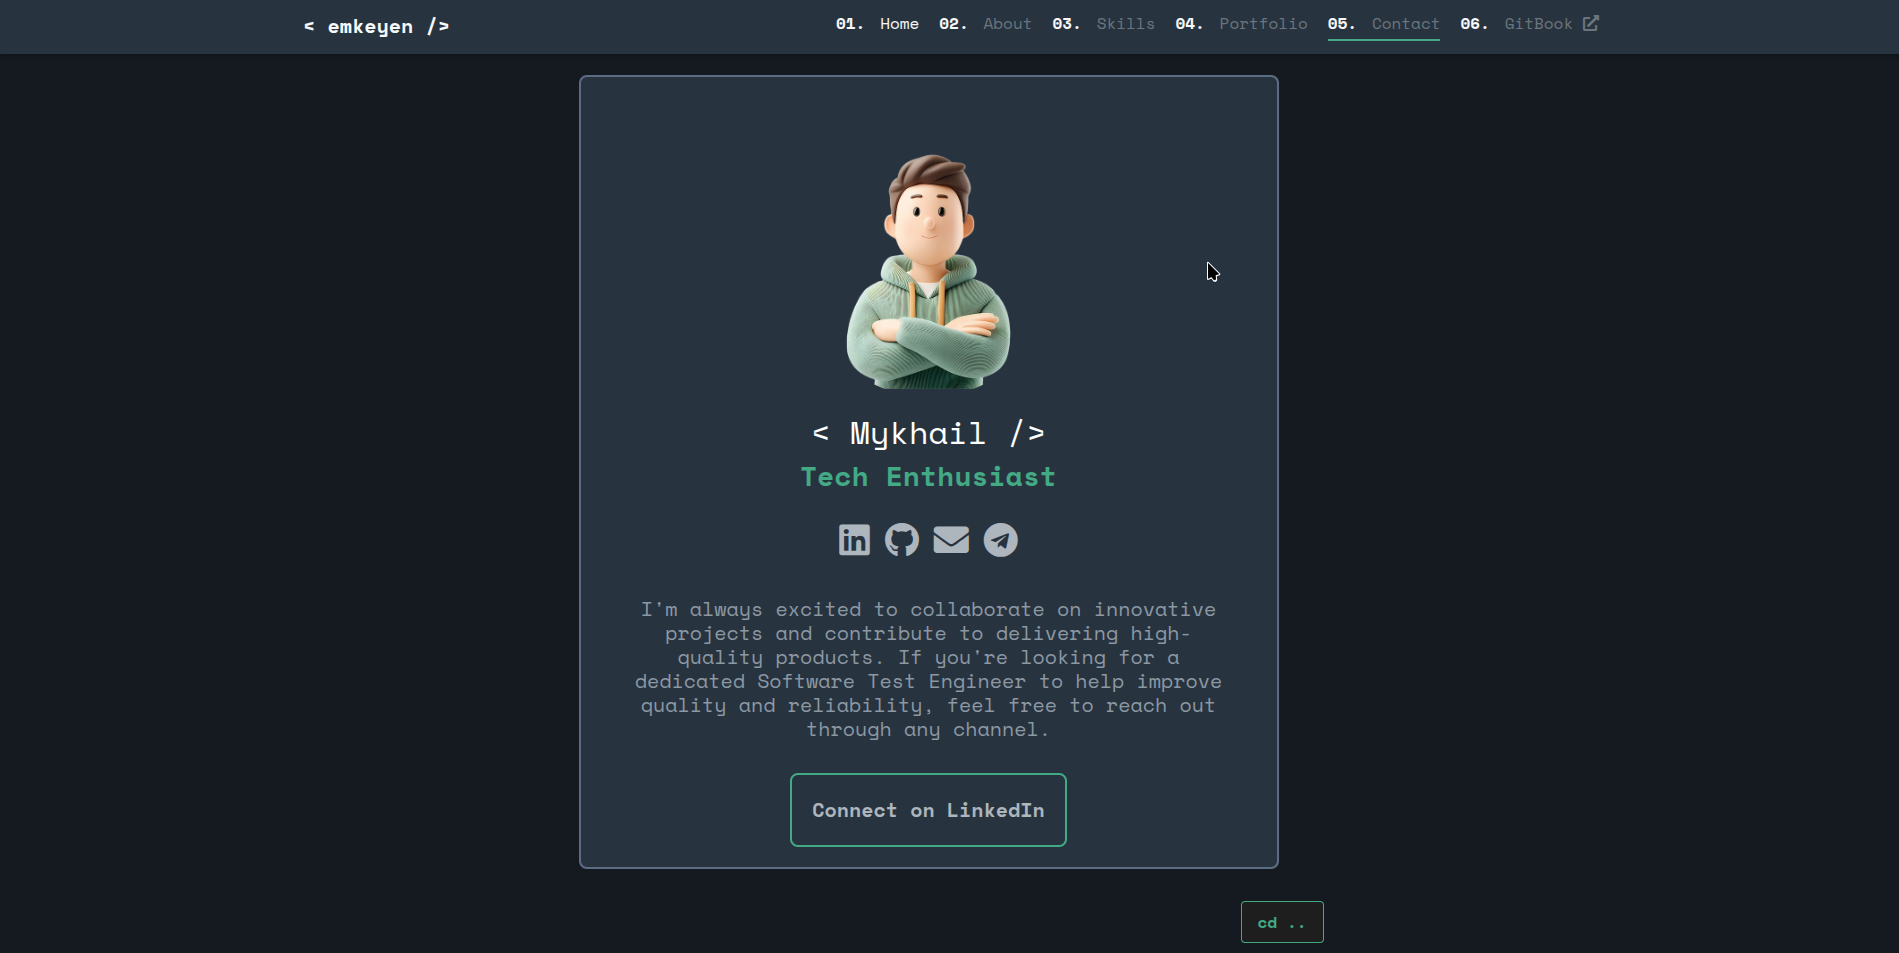 < emkeyen />
01. Home 02. About 03. Skills 04. Portfolio 05. Contact 06. GitBook
< Mykhail />
Tech Enthusiast
in
I'm always excited to collaborate on innovative
projects and contribute to delivering high-
quality products. If you're looking for a
dedicated Software Test Engineer to help improve
quality and reliability, feel free to reach out
through any channel.
Connect on LinkedIn
cd ..